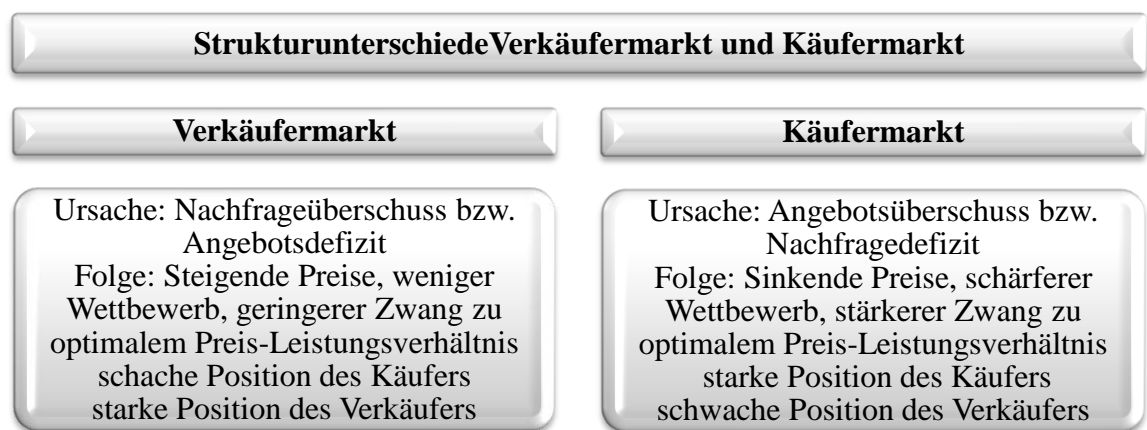 StrukturunterschiedeVerkäufermarkt und Käufermarkt
Verkäufermarkt
Ursache: Nachfrageüberschuss bzw.
Angebotsdefizit
Folge: Steigende Preise, weniger
Wettbewerb, geringerer Zwang zu
optimalem Preis-Leistungsverhältnis
schache Position des Käufers
starke Position des Verkäufers
Käufermarkt
Ursache: Angebotsüberschuss bzw.
Nachfragedefizit
Folge: Sinkende Preise, schärferer
Wettbewerb, stärkerer Zwang zu
optimalem Preis-Leistungsverhältnis
starke Position des Käufers
schwache Position des Verkäufers